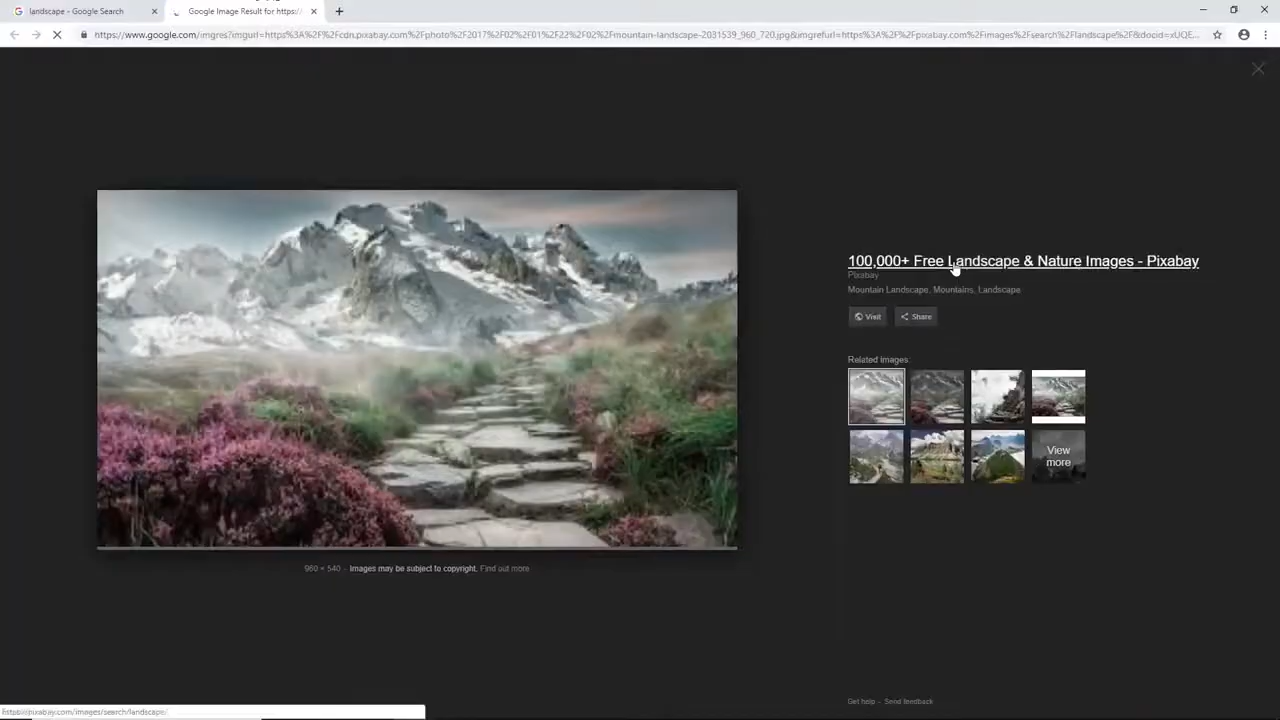 landscape - Google Search
Google Image Result for https:/
https://www.google.com/imgres?imgurl=https%3A%2F%2Fcdn.pixabay.com%2Fphoto%2F2017%2F02%2F01%2F22%2F02%2Fmountain-landscape-2031539_960_720.jpg&imgrefurl=https%3A%2F%2Fpixabay.com%2Fimages%2Fsearch%2Flandscape%2F&docid=xUQE...
100,000+ Free Landscape & Nature Images - Pixabay
Pixabay
Mountain Landscape, Mountains, Landscape
Visit
Share
Related images:
View
more
960 × 540 - Images may be subject to copyright. Find out more
Get help - Send feedback
https://pixabay.com/images/search/landscape/